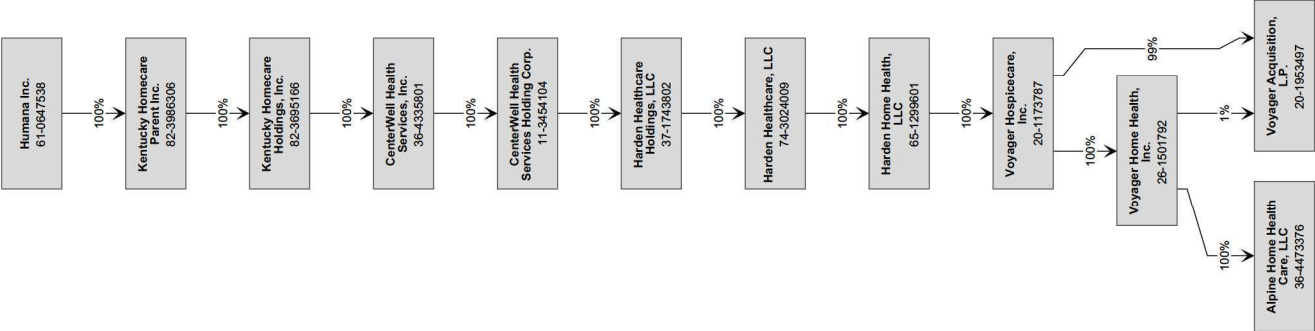 Humana Inc.
61-0647538
100%
Kentucky Homecare
Parent Inc.
82-3986306
100%
Kentucky Homecare
Holdings, Inc.
82-3695166
100%
CenterWell Health
Services, Inc.
36-4335801
100%
CenterWell Health
Services Holding Corp.
11-3454104
100%
Harden Healthcare
Holdings, LLC
37-1743802
100%
Harden Healthcare, LLC
74-3024009
100%
Harden Home Health,
LLC
65-1299601
100%
Voyager Hospicecare,
Inc.
20-1173787
100%
99%
Voyager Home Health,
Inc.
26-1501792
100%
1%
Alpine Home Health
Care, LLC
36-4473376
Voyager Acquisition,
L.P.
20-1953497